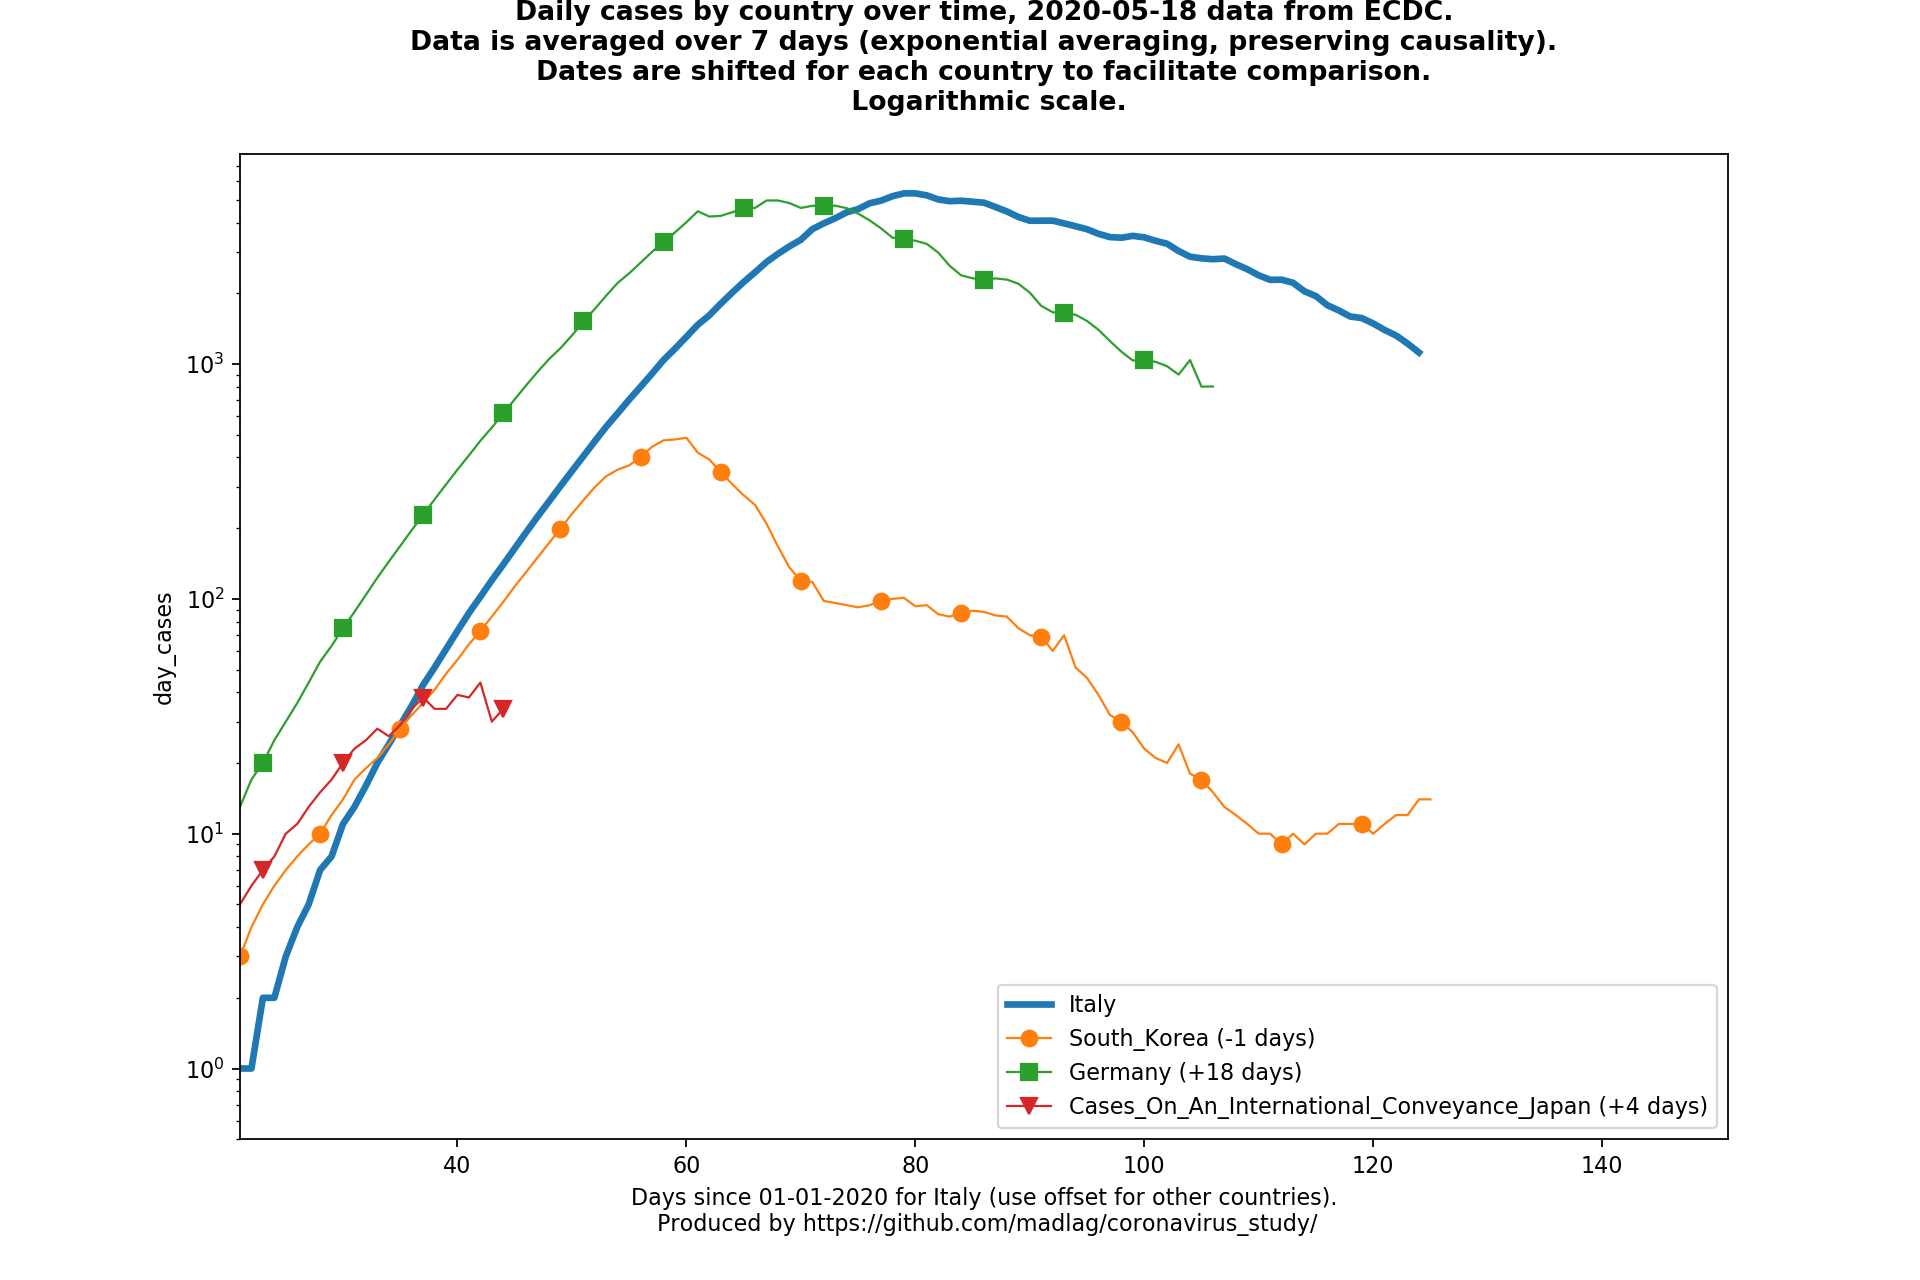 Daily cases by country over time, 2020-05-18 data from ECDC.
Data is averaged over 7 days (exponential averaging, preserving causality).
Dates are shifted for each country to facilitate comparison.
Logarithmic scale.
day_cases
10³
10²
10¹
10⁰
Italy
South_Korea (-1 days)
Germany (+18 days)
Cases_On_An_International_Conveyance_Japan (+4 days)
40 60 80 100 120 140
Days since 01-01-2020 for Italy (use offset for other countries).
Produced by https://github.com/madlag/coronavirus_study/